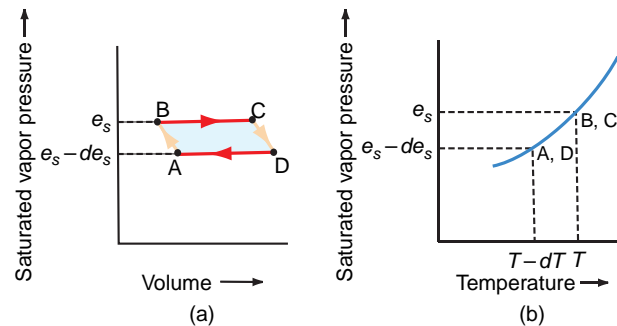 Saturated vapor pressure
e_s
e_s – de_s
B
C
A
D
Volume
(a)
Saturated vapor pressure
e_s
e_s – de_s
B, C
A, D
T – dT T
Temperature
(b)